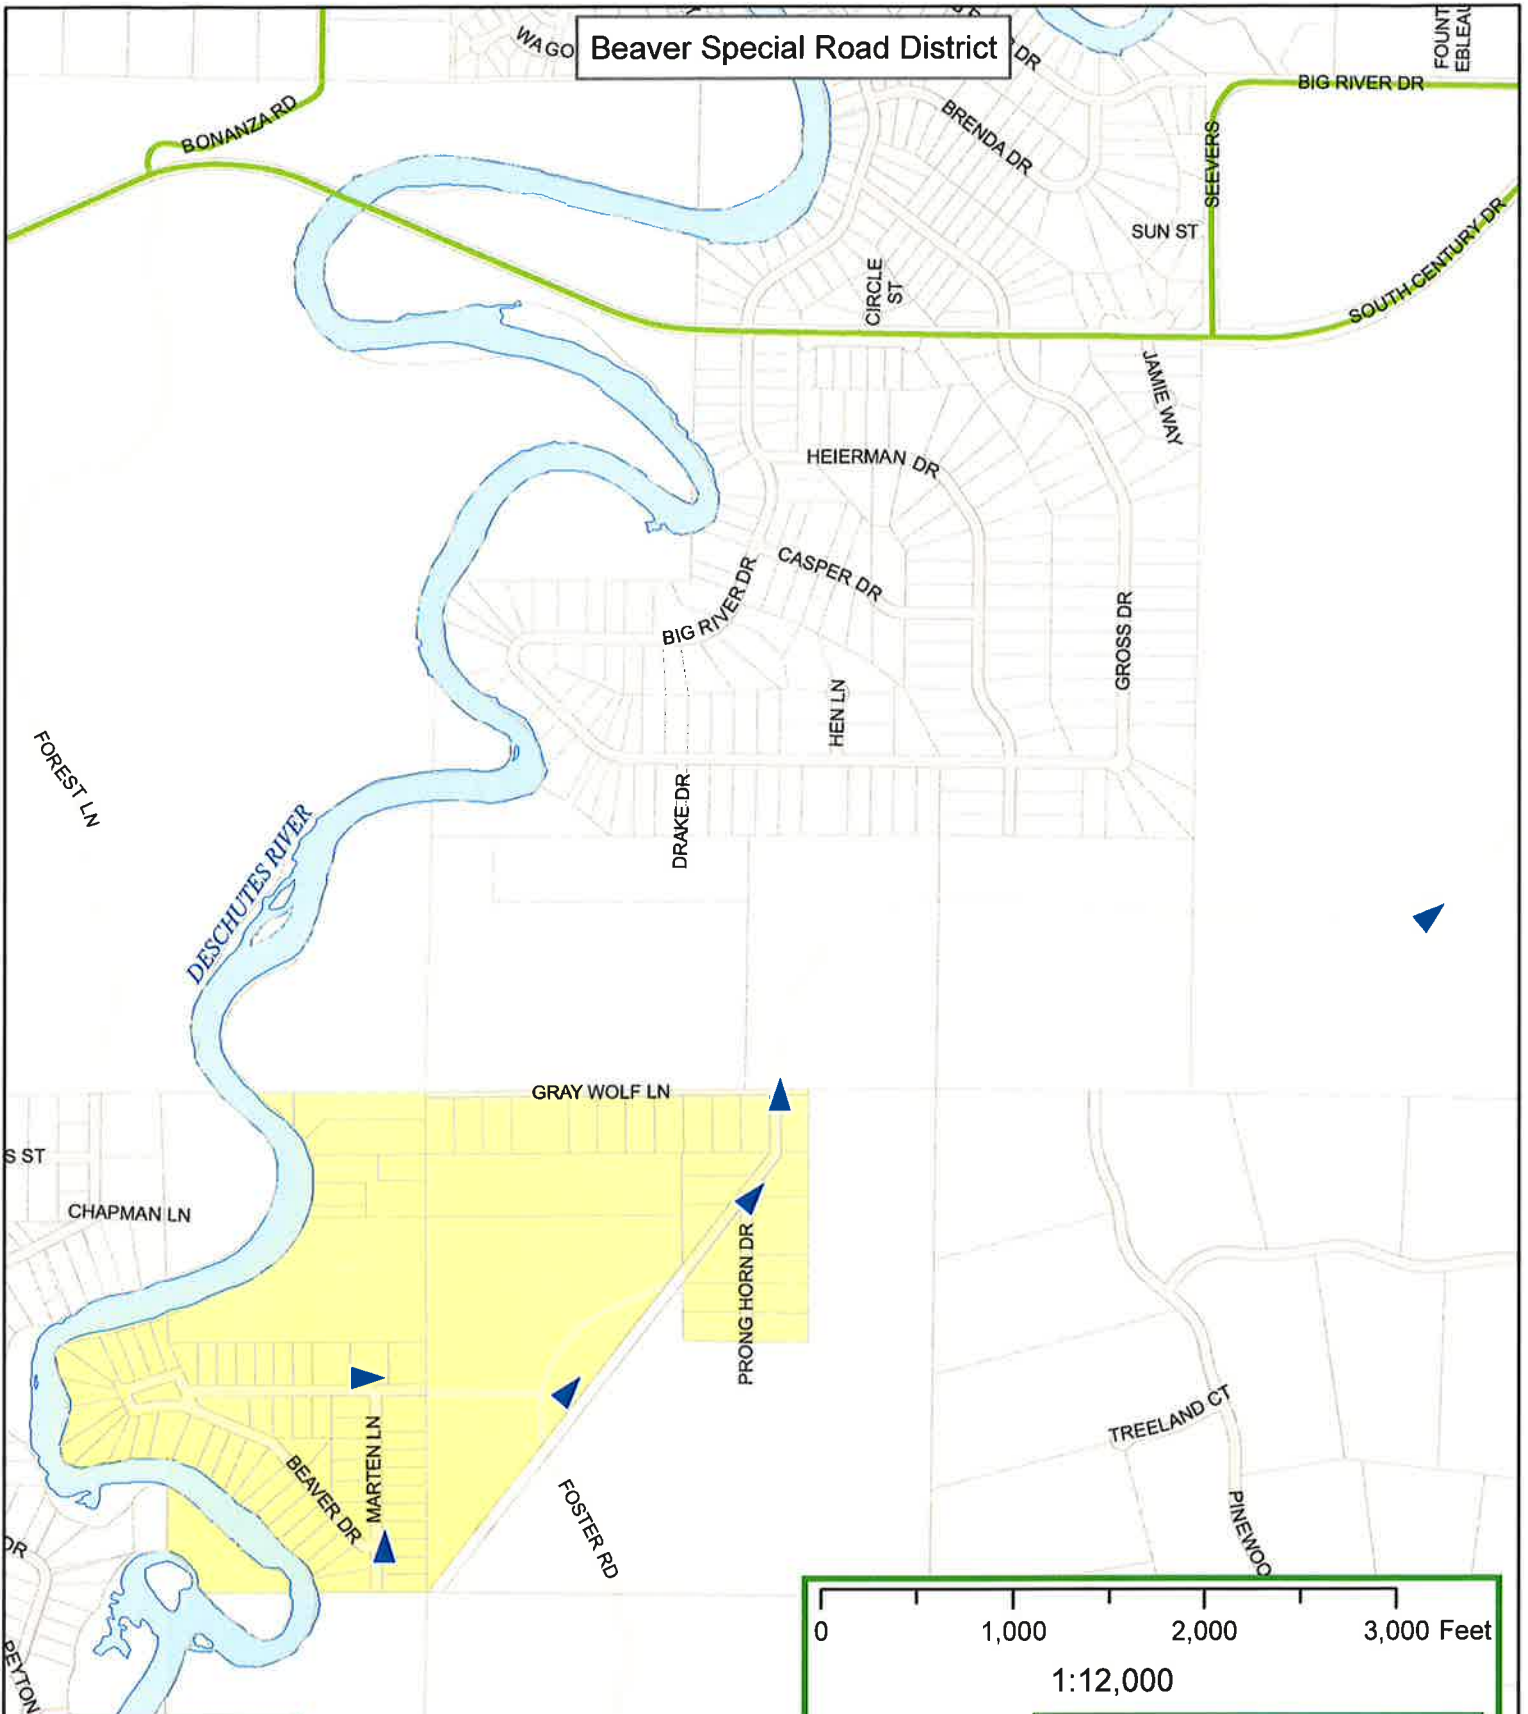 Beaver Special Road District
WAGO
DR
FOUNT
EBLEAU
BIG RIVER DR
BONANZA RD
BRENDA DR
SEEVERS
SUN ST
SOUTH CENTURY DR
CIRCLE
ST
JAMIE WAY
HEIERMAN DR
CASPER DR
BIG RIVER DR
GROSS DR
HEN LN
FOREST LN
DRAKE DR
DESCHUTES RIVER
GRAY WOLF LN
S ST
CHAPMAN LN
PRONG HORN DR
MARTEN LN
BEAVER DR
FOSTER RD
TREELAND CT
PINEWOO
DR
PEYTON
0 1,000 2,000 3,000 Feet
1:12,000